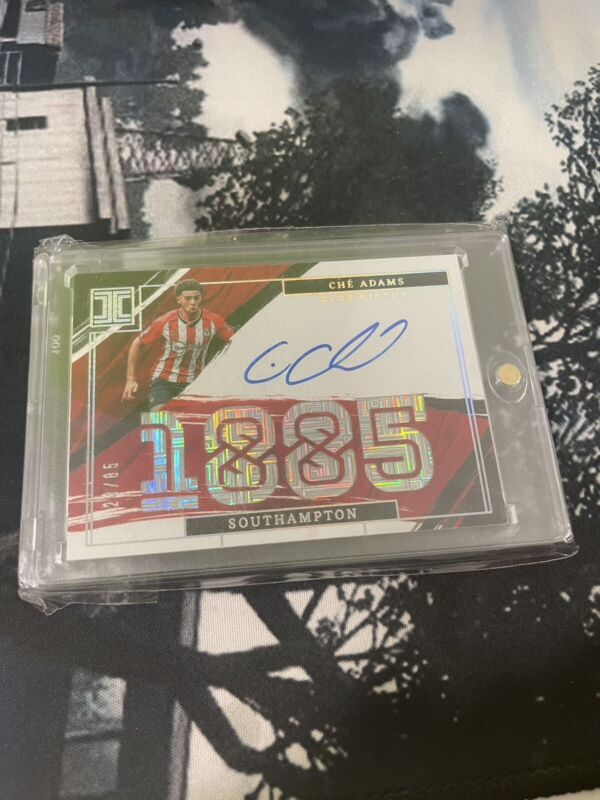 CHÉ ADAMS
CLUB HISTORY
1885
SOUTHAMPTON